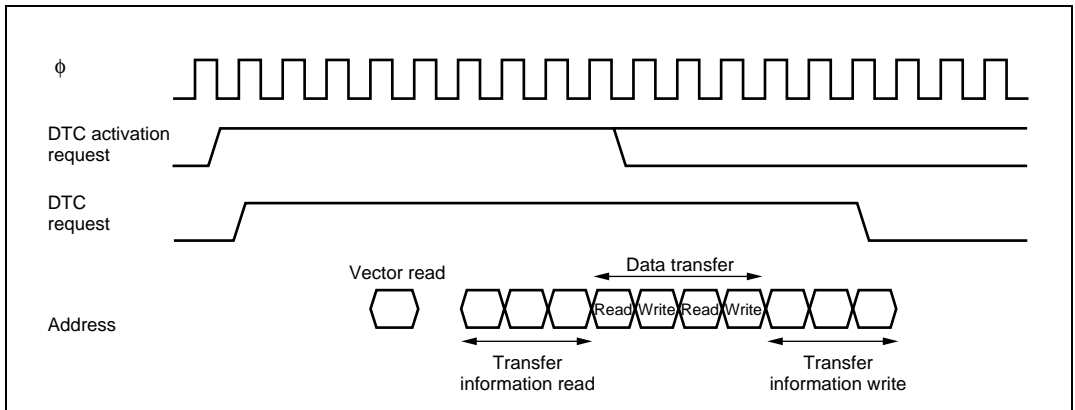 ϕ
DTC activation
request
DTC
request
Vector read
Data transfer
Address
Read Write Read Write
Transfer
information read
Transfer
information write